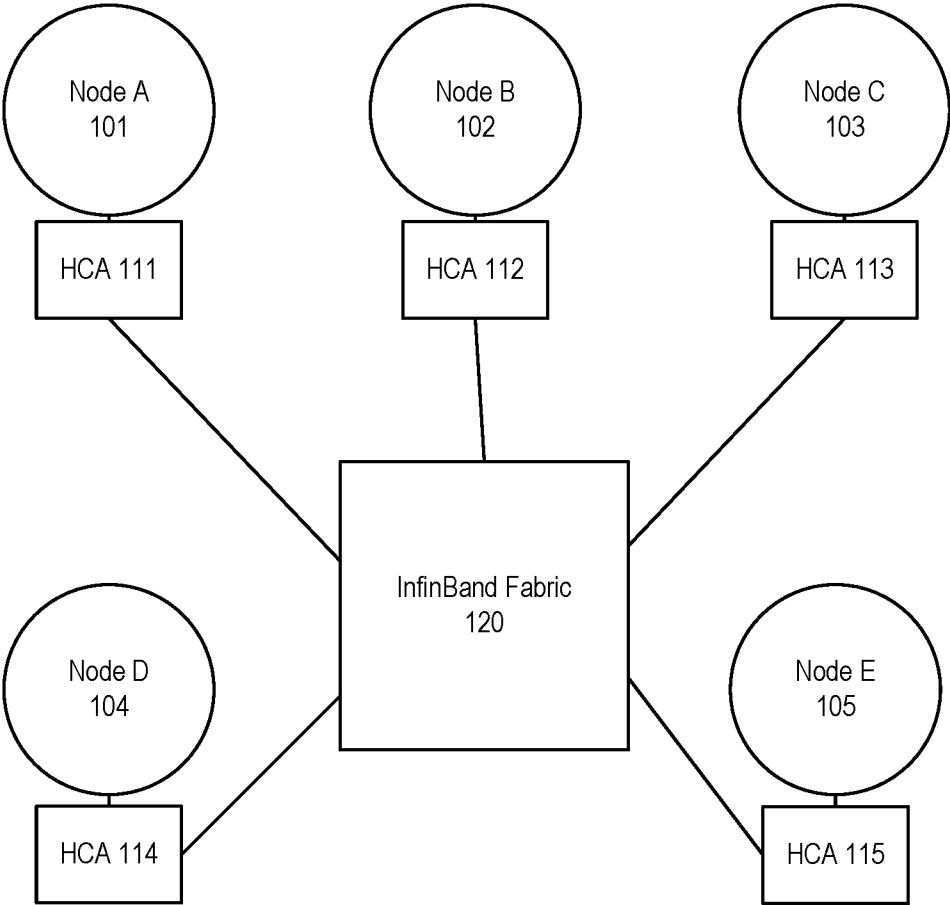 Node A
101
Node B
102
Node C
103
HCA 111
HCA 112
HCA 113
InfinBand Fabric
120
Node D
104
Node E
105
HCA 114
HCA 115